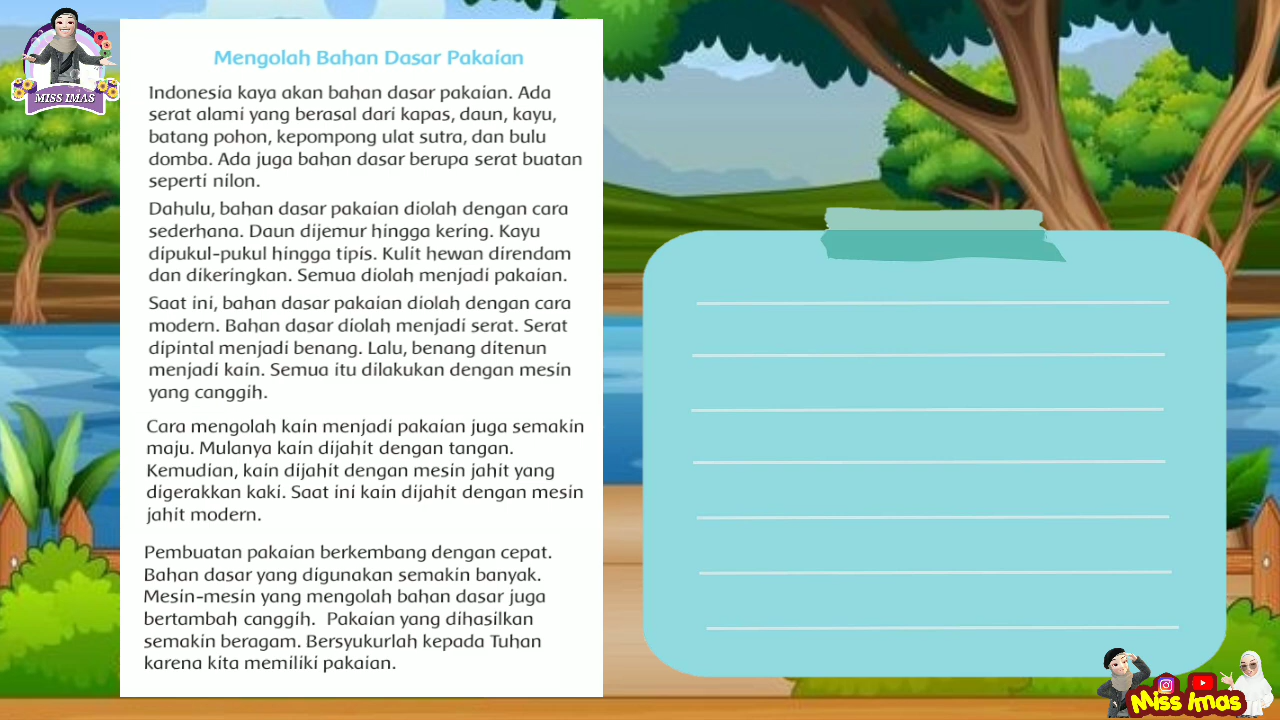 MISS IMAS
Mengolah Bahan Dasar Pakaian
Indonesia kaya akan bahan dasar pakaian. Ada
serat alami yang berasal dari kapas, daun, kayu,
batang pohon, kepompong ulat sutra, dan bulu
domba. Ada juga bahan dasar berupa serat buatan
seperti nilon.
Dahulu, bahan dasar pakaian diolah dengan cara
sederhana. Daun dijemur hingga kering. Kayu
dipukul-pukul hingga tipis. Kulit hewan direndam
dan dikeringkan. Semua diolah menjadi pakaian.
Saat ini, bahan dasar pakaian diolah dengan cara
modern. Bahan dasar diolah menjadi serat. Serat
dipintal menjadi benang. Lalu, benang ditenun
menjadi kain. Semua itu dilakukan dengan mesin
yang canggih.
Cara mengolah kain menjadi pakaian juga semakin
maju. Mulanya kain dijahit dengan tangan.
Kemudian, kain dijahit dengan mesin jahit yang
digerakkan kaki. Saat ini kain dijahit dengan mesin
jahit modern.
Pembuatan pakaian berkembang dengan cepat.
Bahan dasar yang digunakan semakin banyak.
Mesin-mesin yang mengolah bahan dasar juga
bertambah canggih. Pakaian yang dihasilkan
semakin beragam. Bersyukurlah kepada Tuhan
karena kita memiliki pakaian.
Miss Imas